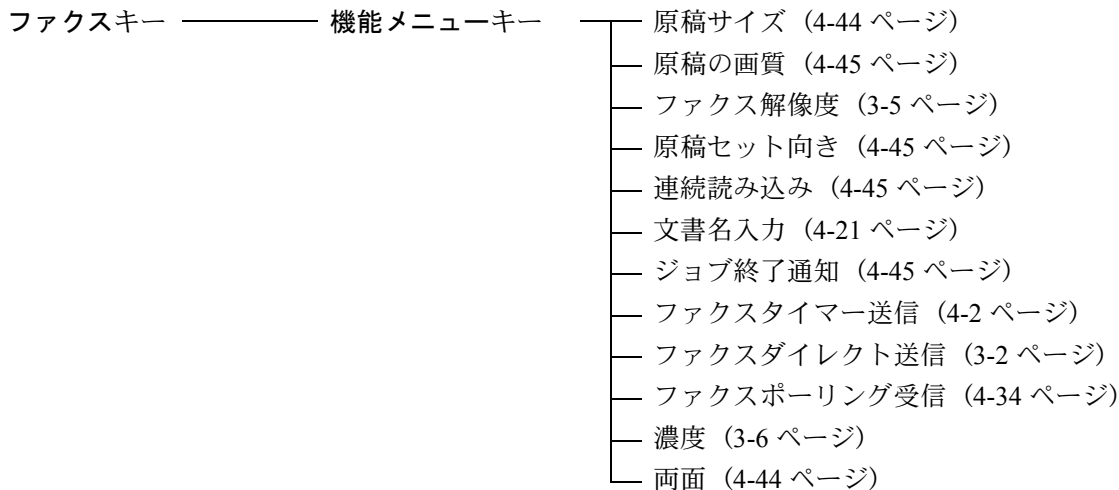 ファクスキー 機能メニューキー 原稿サイズ（4-44 ページ）
原稿の画質（4-45 ページ）
ファクス解像度（3-5 ページ）
原稿セット向き（4-45 ページ）
連続読み込み（4-45 ページ）
文書名入力（4-21 ページ）
ジョブ終了通知（4-45 ページ）
ファクスタイマー送信（4-2 ページ）
ファクスダイレクト送信（3-2 ページ）
ファクスポーリング受信（4-34 ページ）
濃度（3-6 ページ）
両面（4-44 ページ）